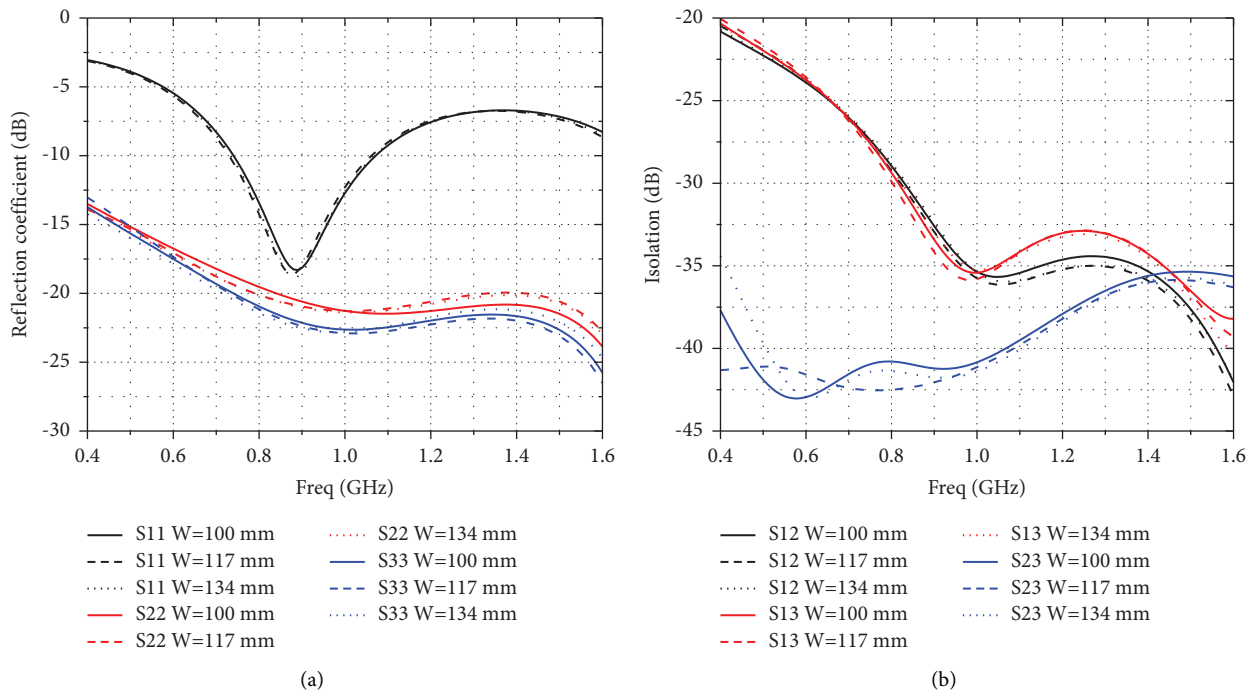 0
-5
-10
-15
-20
-25
-30
Reflection coefficient (dB)
0.4 0.6 0.8 1.0 1.2 1.4 1.6
Freq (GHz)
S11 W=100 mm
S11 W=117 mm
S11 W=134 mm
S22 W=100 mm
S22 W=117 mm
S22 W=134 mm
S33 W=100 mm
S33 W=117 mm
S33 W=134 mm
(a)
-20
-25
-30
-35
-40
-45
Isolation (dB)
0.4 0.6 0.8 1.0 1.2 1.4 1.6
Freq (GHz)
S12 W=100 mm
S12 W=117 mm
S12 W=134 mm
S13 W=100 mm
S13 W=117 mm
S13 W=134 mm
S23 W=100 mm
S23 W=117 mm
S23 W=134 mm
(b)